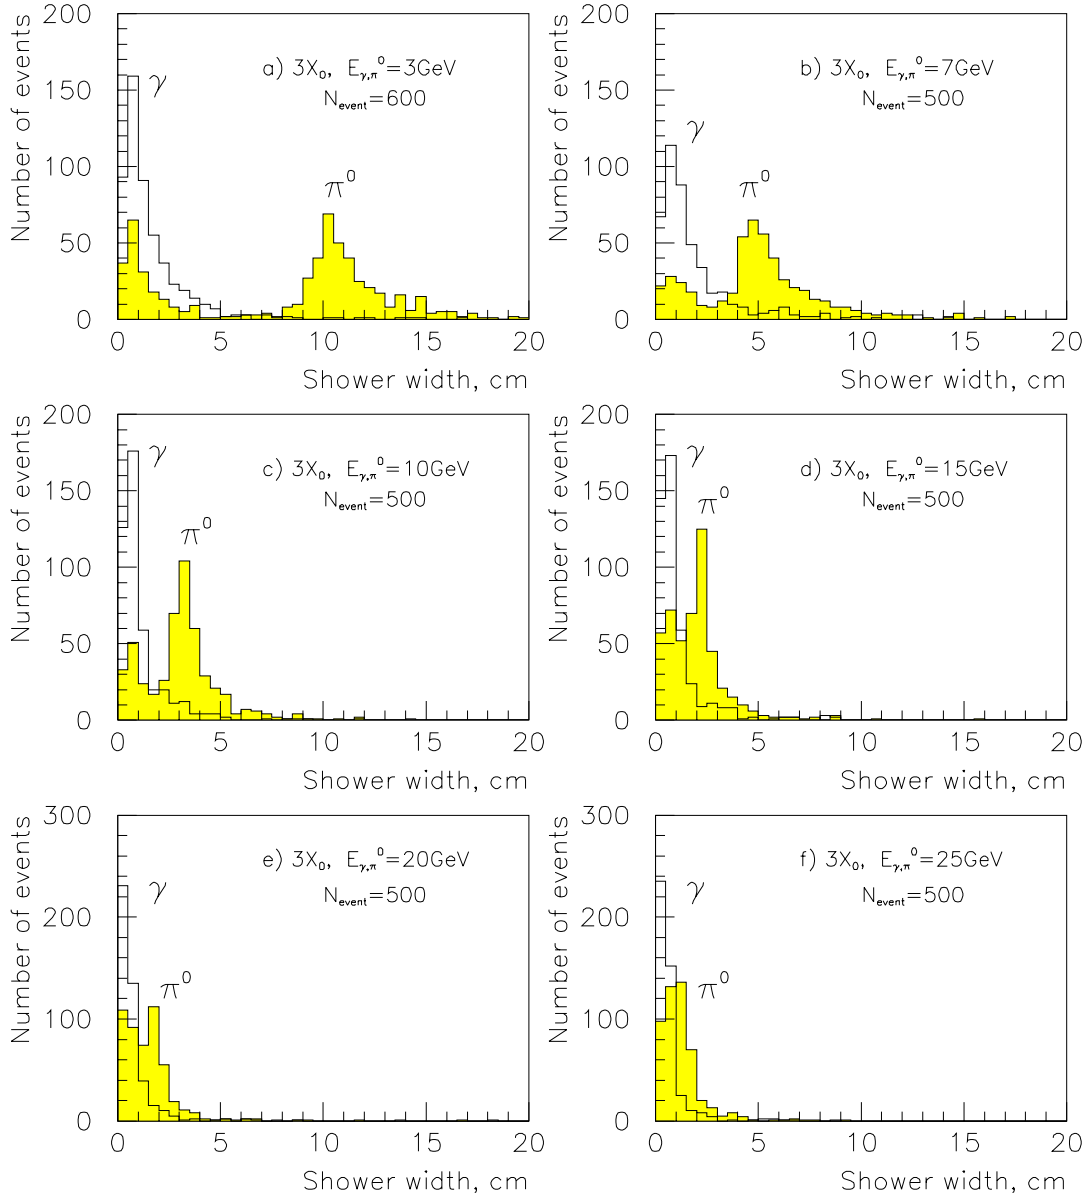 Number of events
200
150
100
50
0
a) 3X₀, E_γ,π⁰=3GeV
N_event=600
γ
π⁰
0 5 10 15 20
Shower width, cm
Number of events
200
150
100
50
0
b) 3X₀, E_γ,π⁰=7GeV
N_event=500
γ
π⁰
0 5 10 15 20
Shower width, cm
Number of events
200
150
100
50
0
γ
c) 3X₀, E_γ,π⁰=10GeV
N_event=500
π⁰
0 5 10 15 20
Shower width, cm
Number of events
200
150
100
50
0
γ
d) 3X₀, E_γ,π⁰=15GeV
N_event=500
π⁰
0 5 10 15 20
Shower width, cm
Number of events
300
200
100
0
e) 3X₀, E_γ,π⁰=20GeV
N_event=500
γ
π⁰
0 5 10 15 20
Shower width, cm
Number of events
300
200
100
0
f) 3X₀, E_γ,π⁰=25GeV
N_event=500
γ
π⁰
0 5 10 15 20
Shower width, cm